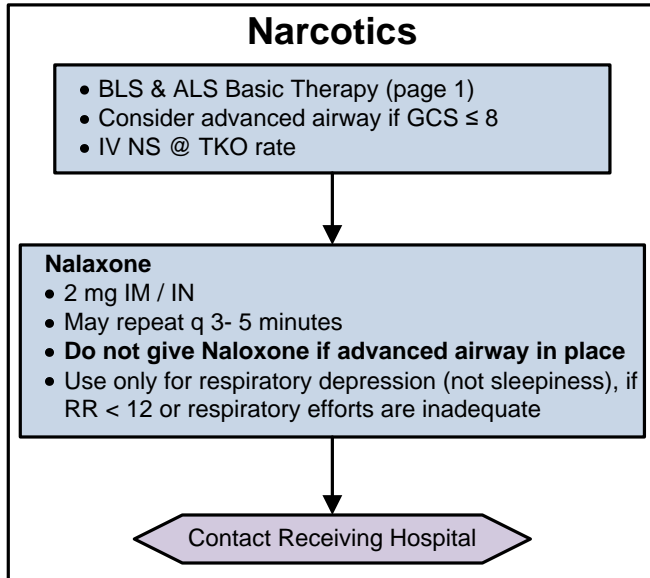 Narcotics
• BLS & ALS Basic Therapy (page 1)
• Consider advanced airway if GCS ≤ 8
• IV NS @ TKO rate
Nalaxone
• 2 mg IM / IN
• May repeat q 3- 5 minutes
• Do not give Naloxone if advanced airway in place
• Use only for respiratory depression (not sleepiness), if
RR < 12 or respiratory efforts are inadequate
Contact Receiving Hospital